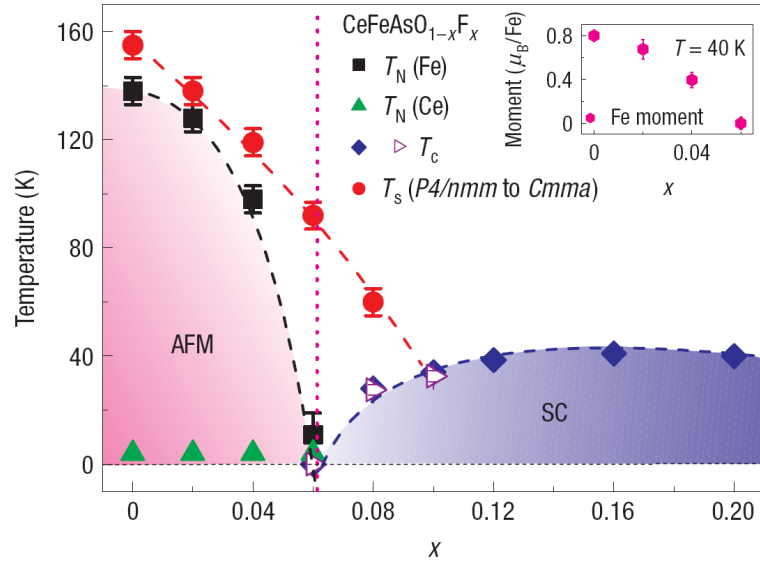 CeFeAsO1−xFx
TN (Fe)
TN (Ce)
Tc
Ts (P4/nmm to Cmma)
Moment (μB/Fe)
0.8
0.4
0
T = 40 K
Fe moment
0 0.04
x
Temperature (K)
160
120
80
40
0
AFM
SC
0 0.04 0.08 0.12 0.16 0.20
x